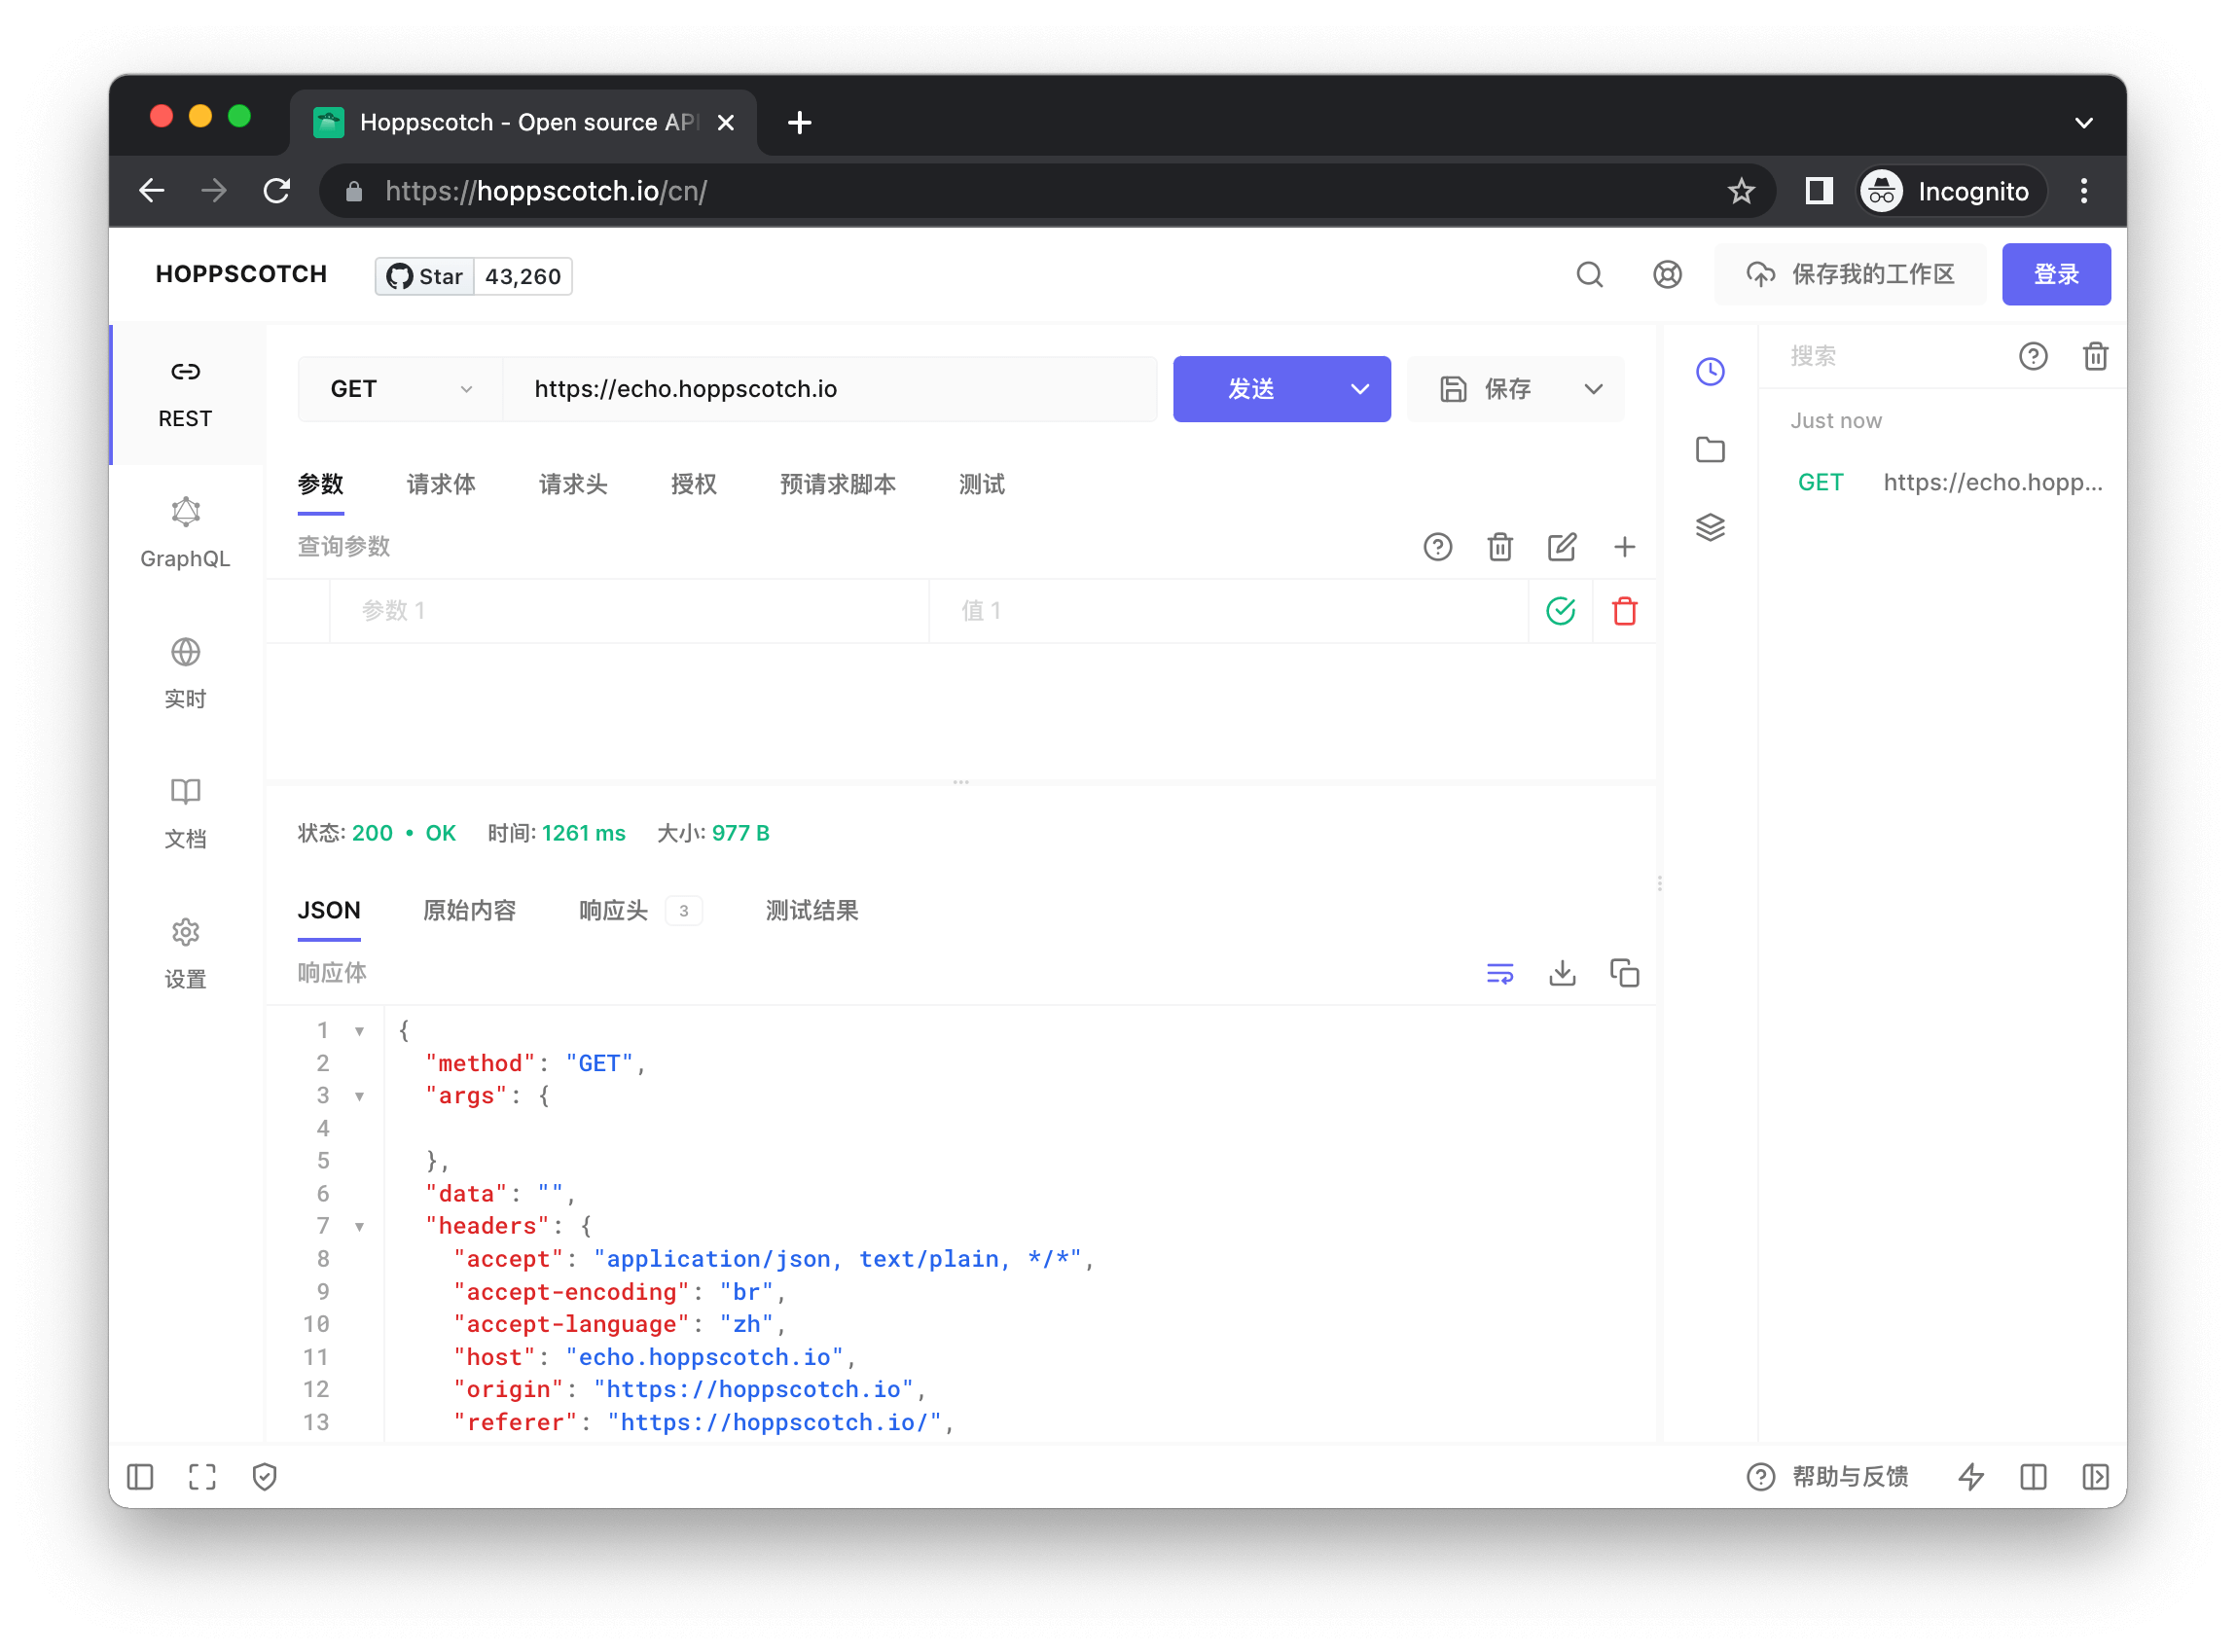 Hoppscotch - Open source API
https://hoppscotch.io/cn/
Incognito
HOPPSCOTCH
Star 43,260
保存我的工作区
登录
REST
GraphQL
实时
文档
设置
GET https://echo.hoppscotch.io
发送
保存
参数 请求体 请求头 授权 预请求脚本 测试
查询参数
参数 1 值 1
状态: 200 • OK 时间: 1261 ms 大小: 977 B
JSON 原始内容 响应头 3 测试结果
响应体
1 {
2 "method": "GET",
3 "args": {
4
5 },
6 "data": "",
7 "headers": {
8 "accept": "application/json, text/plain, */*",
9 "accept-encoding": "br",
10 "accept-language": "zh",
11 "host": "echo.hoppscotch.io",
12 "origin": "https://hoppscotch.io",
13 "referer": "https://hoppscotch.io/",
搜索
Just now
GET https://echo.hopp...
帮助与反馈